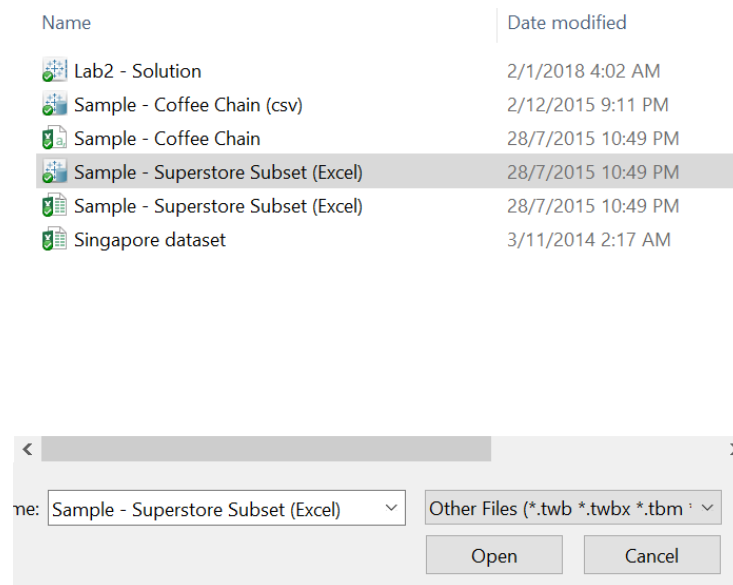 Name Date modified
Lab2 - Solution 2/1/2018 4:02 AM
Sample - Coffee Chain (csv) 2/12/2015 9:11 PM
Sample - Coffee Chain 28/7/2015 10:49 PM
Sample - Superstore Subset (Excel) 28/7/2015 10:49 PM
Sample - Superstore Subset (Excel) 28/7/2015 10:49 PM
Singapore dataset 3/11/2014 2:17 AM
me: Sample - Superstore Subset (Excel) Other Files (*.twb *.twbx *.tbm *
Open Cancel